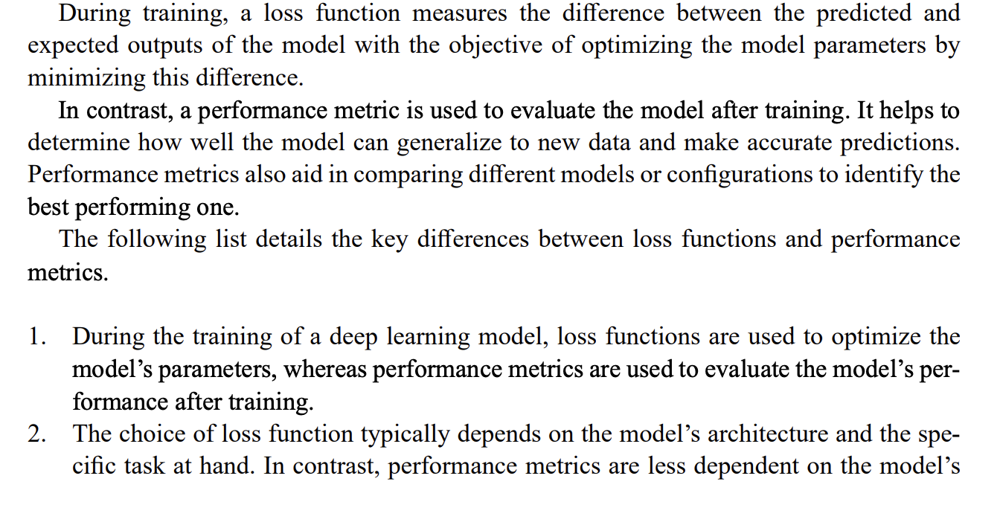 During training, a loss function measures the difference between the predicted and
expected outputs of the model with the objective of optimizing the model parameters by
minimizing this difference.
In contrast, a performance metric is used to evaluate the model after training. It helps to
determine how well the model can generalize to new data and make accurate predictions.
Performance metrics also aid in comparing different models or configurations to identify the
best performing one.
The following list details the key differences between loss functions and performance
metrics.
1. During the training of a deep learning model, loss functions are used to optimize the
model’s parameters, whereas performance metrics are used to evaluate the model’s per-
formance after training.
2. The choice of loss function typically depends on the model’s architecture and the spe-
cific task at hand. In contrast, performance metrics are less dependent on the model’s